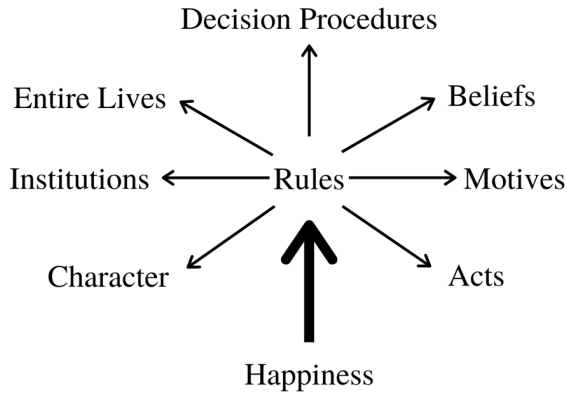 Decision Procedures
Entire Lives
Beliefs
Institutions
Rules
Motives
Character
Acts
Happiness